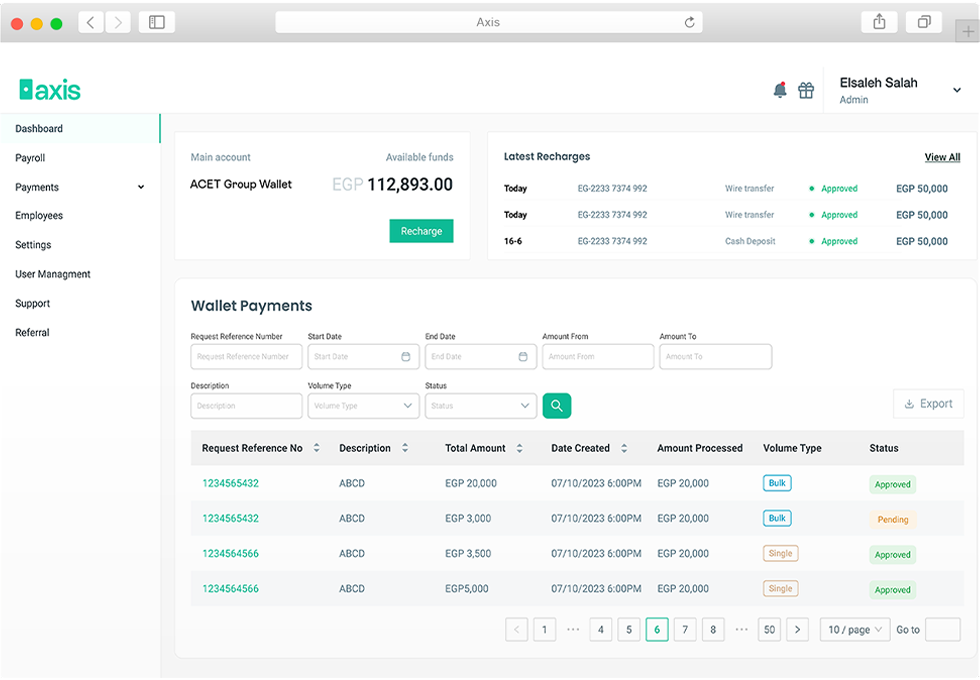 Axis
axis
Elsaleh Salah
Admin
Dashboard
Payroll
Payments
Employees
Settings
User Managment
Support
Referral
Main account Available funds
ACET Group Wallet EGP 112,893.00
Recharge
Latest Recharges View All
Today EG-2233 7374 992 Wire transfer Approved EGP 50,000
Today EG-2233 7374 992 Wire transfer Approved EGP 50,000
16-6 EG-2233 7374 992 Cash Deposit Approved EGP 50,000
Wallet Payments
Request Reference Number Start Date End Date Amount From Amount To
Request Reference Number Start Date End Date Amount From Amount To
Description Volume Type Status
Description Volume Type Status
Export
Request Reference No Description Total Amount Date Created Amount Processed Volume Type Status
1234565432 ABCD EGP 20,000 07/10/2023 6:00PM EGP 20,000 Bulk Approved
1234565432 ABCD EGP 3,000 07/10/2023 6:00PM EGP 20,000 Bulk Pending
1234564566 ABCD EGP 3,500 07/10/2023 6:00PM EGP 20,000 Single Approved
1234564566 ABCD EGP5,000 07/10/2023 6:00PM EGP 20,000 Single Approved
1 ••• 4 5 6 7 8 ••• 50 10 / page Go to